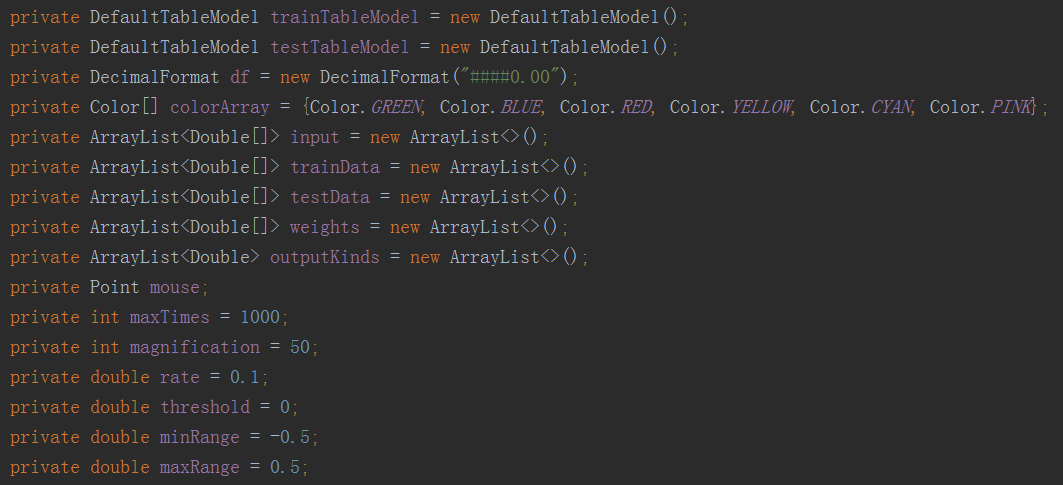 private DefaultTableModel trainTableModel = new DefaultTableModel();
private DefaultTableModel testTableModel = new DefaultTableModel();
private DecimalFormat df = new DecimalFormat("####0.00");
private Color[] colorArray = {Color.GREEN, Color.BLUE, Color.RED, Color.YELLOW, Color.CYAN, Color.PINK};
private ArrayList<Double[]> input = new ArrayList<>();
private ArrayList<Double[]> trainData = new ArrayList<>();
private ArrayList<Double[]> testData = new ArrayList<>();
private ArrayList<Double[]> weights = new ArrayList<>();
private ArrayList<Double> outputKinds = new ArrayList<>();
private Point mouse;
private int maxTimes = 1000;
private int magnification = 50;
private double rate = 0.1;
private double threshold = 0;
private double minRange = -0.5;
private double maxRange = 0.5;